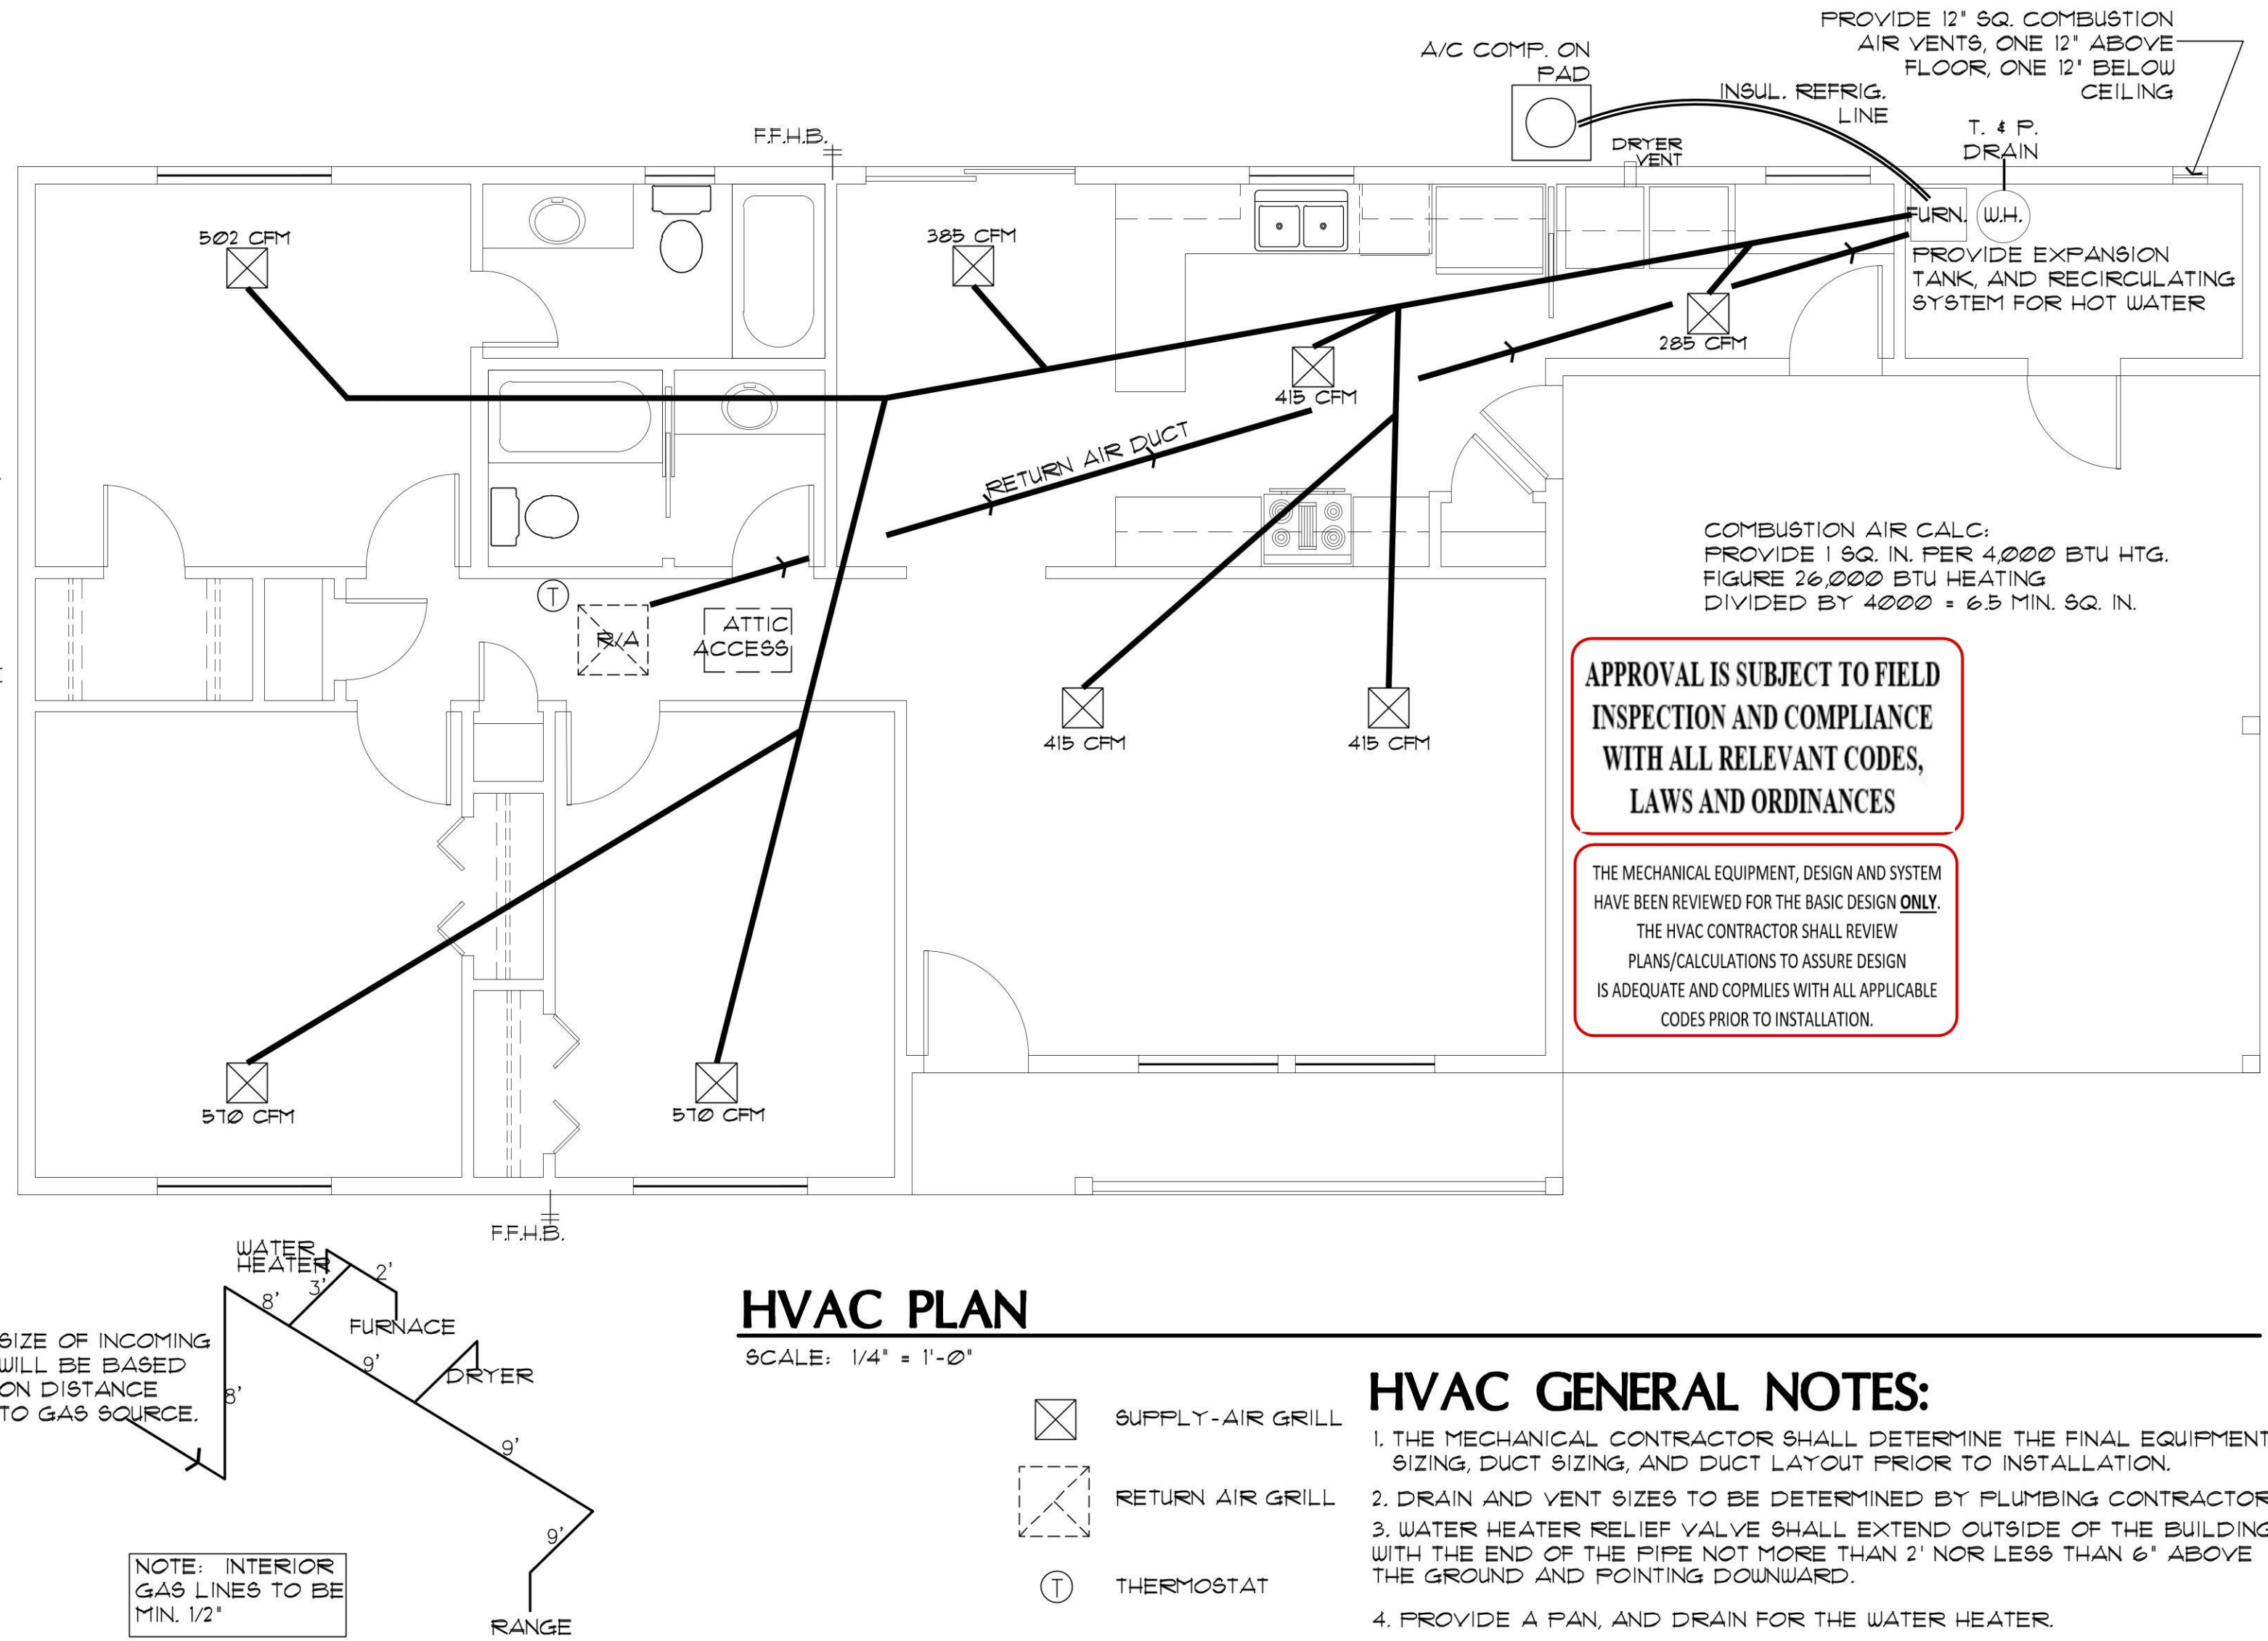 PROVIDE 12" SQ. COMBUSTION
AIR VENTS, ONE 12" ABOVE
FLOOR, ONE 12" BELOW
CEILING
A/C COMP. ON
PAD
INSUL. REFRIG.
LINE
T. & P.
DRAIN
F.F.H.B.
DRYER
VENT
502 CFM
385 CFM
FURN.
W.H.
PROVIDE EXPANSION
TANK, AND RECIRCULATING
SYSTEM FOR HOT WATER
285 CFM
415 CFM
RETURN AIR DUCT
COMBUSTION AIR CALC:
PROVIDE 1 SQ. IN. PER 4,000 BTU HTG.
FIGURE 26,000 BTU HEATING
DIVIDED BY 4000 = 6.5 MIN. SQ. IN.
T
R/A
ATTIC
ACCESS
APPROVAL IS SUBJECT TO FIELD
INSPECTION AND COMPLIANCE
WITH ALL RELEVANT CODES,
LAWS AND ORDINANCES
415 CFM
415 CFM
THE MECHANICAL EQUIPMENT, DESIGN AND SYSTEM
HAVE BEEN REVIEWED FOR THE BASIC DESIGN ONLY.
THE HVAC CONTRACTOR SHALL REVIEW
PLANS/CALCULATIONS TO ASSURE DESIGN
IS ADEQUATE AND COPMLIES WITH ALL APPLICABLE
CODES PRIOR TO INSTALLATION.
570 CFM
570 CFM
F.F.H.B.
WATER
HEATER
2'
3'
8'
FURNACE
SIZE OF INCOMING
WILL BE BASED
ON DISTANCE
TO GAS SOURCE.
8'
9'
DRYER
9'
9'
RANGE
NOTE: INTERIOR
GAS LINES TO BE
MIN. 1/2"
HVAC PLAN
SCALE: 1/4" = 1'-0"
SUPPLY-AIR GRILL
RETURN AIR GRILL
T
THERMOSTAT
HVAC GENERAL NOTES:
1. THE MECHANICAL CONTRACTOR SHALL DETERMINE THE FINAL EQUIPMENT
SIZING, DUCT SIZING, AND DUCT LAYOUT PRIOR TO INSTALLATION.
2. DRAIN AND VENT SIZES TO BE DETERMINED BY PLUMBING CONTRACTOR
3. WATER HEATER RELIEF VALVE SHALL EXTEND OUTSIDE OF THE BUILDING
WITH THE END OF THE PIPE NOT MORE THAN 2' NOR LESS THAN 6" ABOVE
THE GROUND AND POINTING DOWNWARD.
4. PROVIDE A PAN, AND DRAIN FOR THE WATER HEATER.